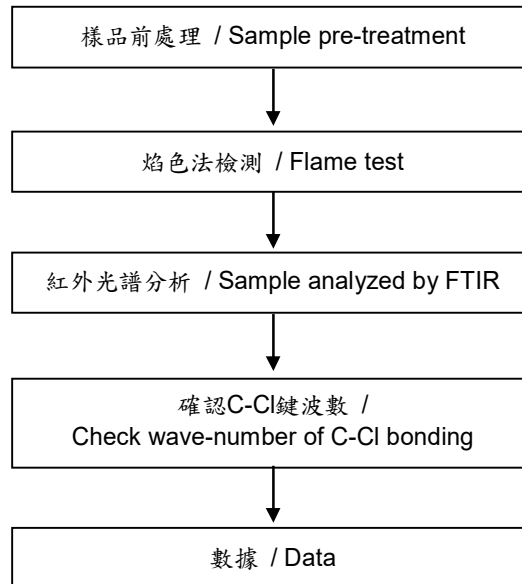 樣品前處理 / Sample pre-treatment
焰色法檢測 / Flame test
紅外光譜分析 / Sample analyzed by FTIR
確認C-Cl鍵波數 /
Check wave-number of C-Cl bonding
數據 / Data